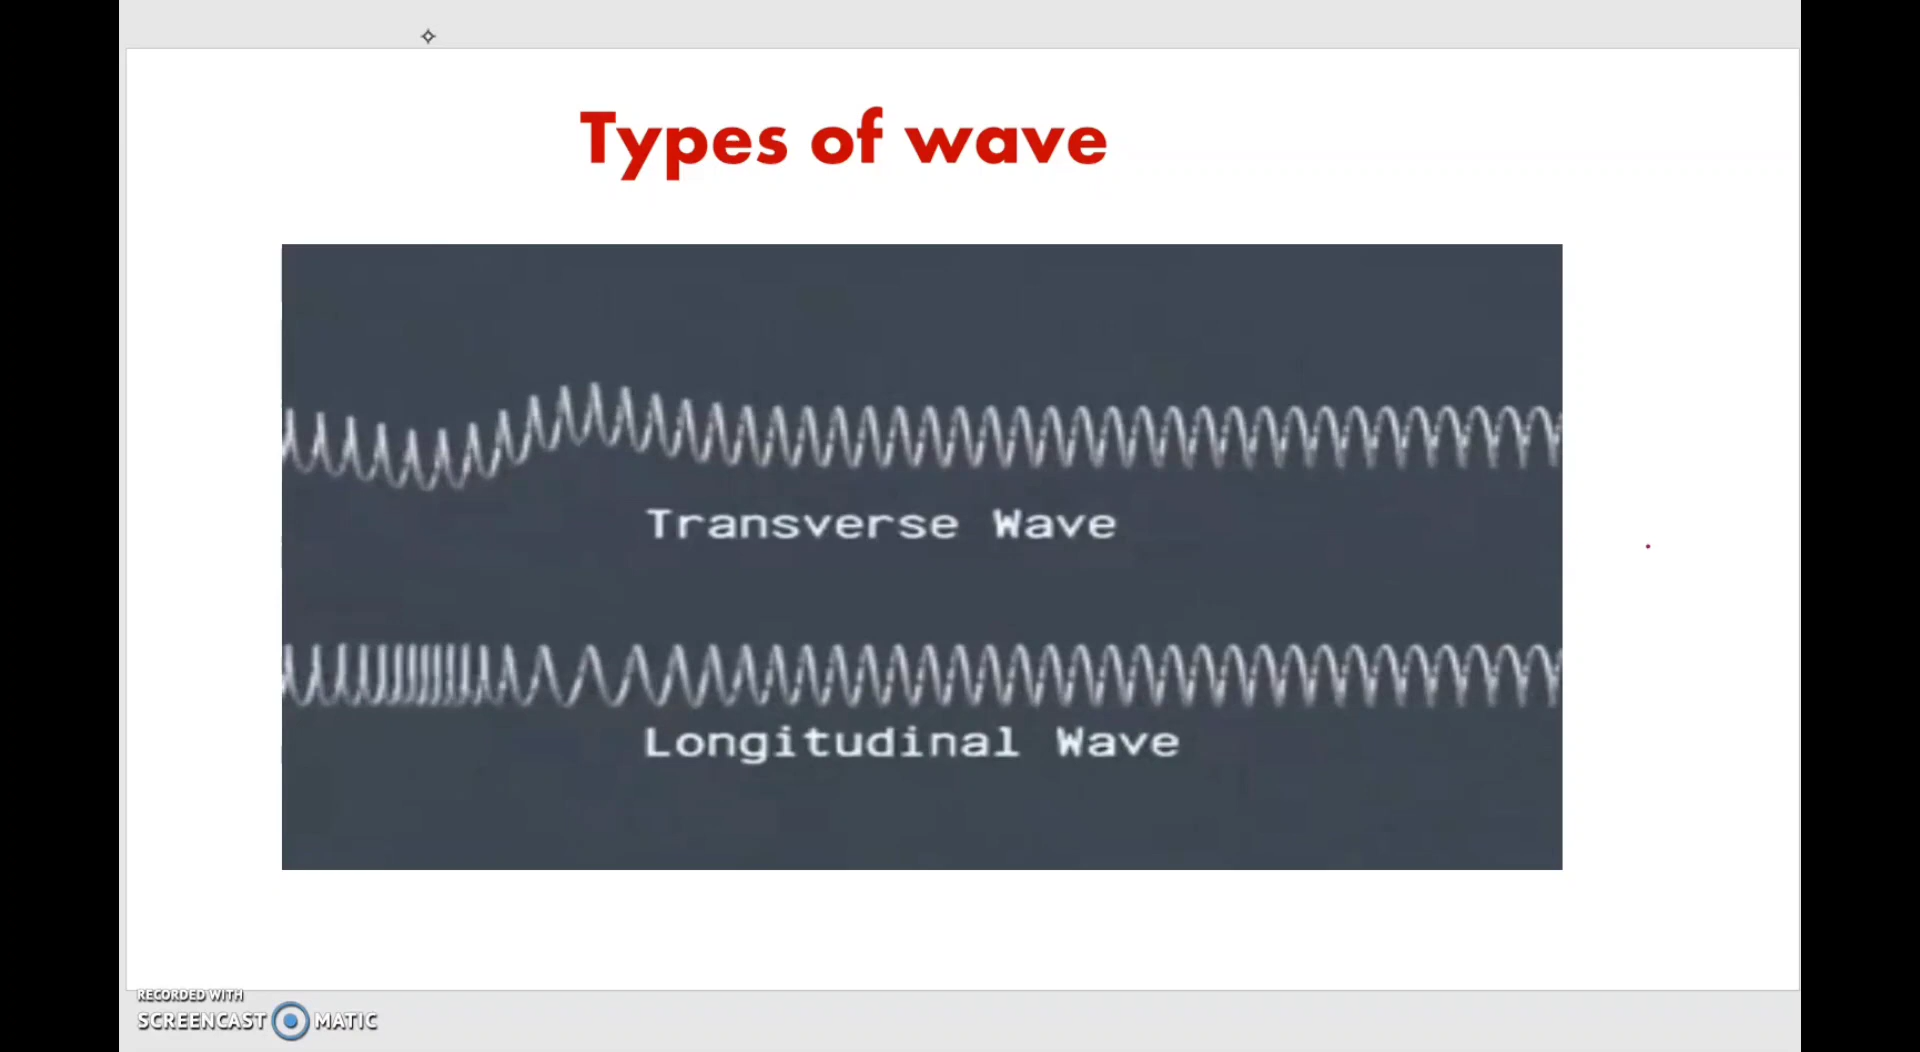 Types of wave
Transverse Wave
Longitudinal Wave
RECORDED WITH
SCREENCAST MATIC